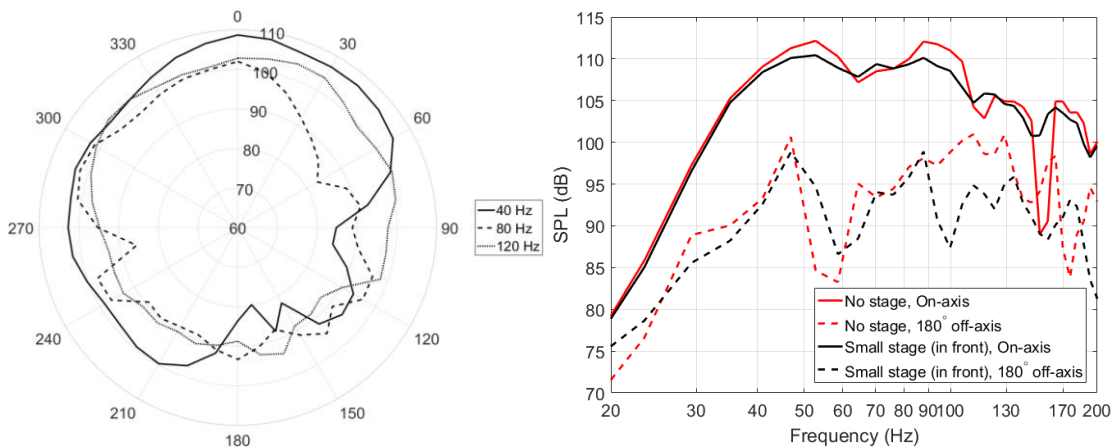 0
30
60
90
120
150
180
210
240
270
300
330
110
100
90
80
70
60
40 Hz
80 Hz
120 Hz
115
110
105
100
95
90
85
80
75
70
SPL (dB)
20 30 40 50 60 70 80 90 100 130 170 200
Frequency (Hz)
No stage, On-axis
No stage, 180° off-axis
Small stage (in front), On-axis
Small stage (in front), 180° off-axis